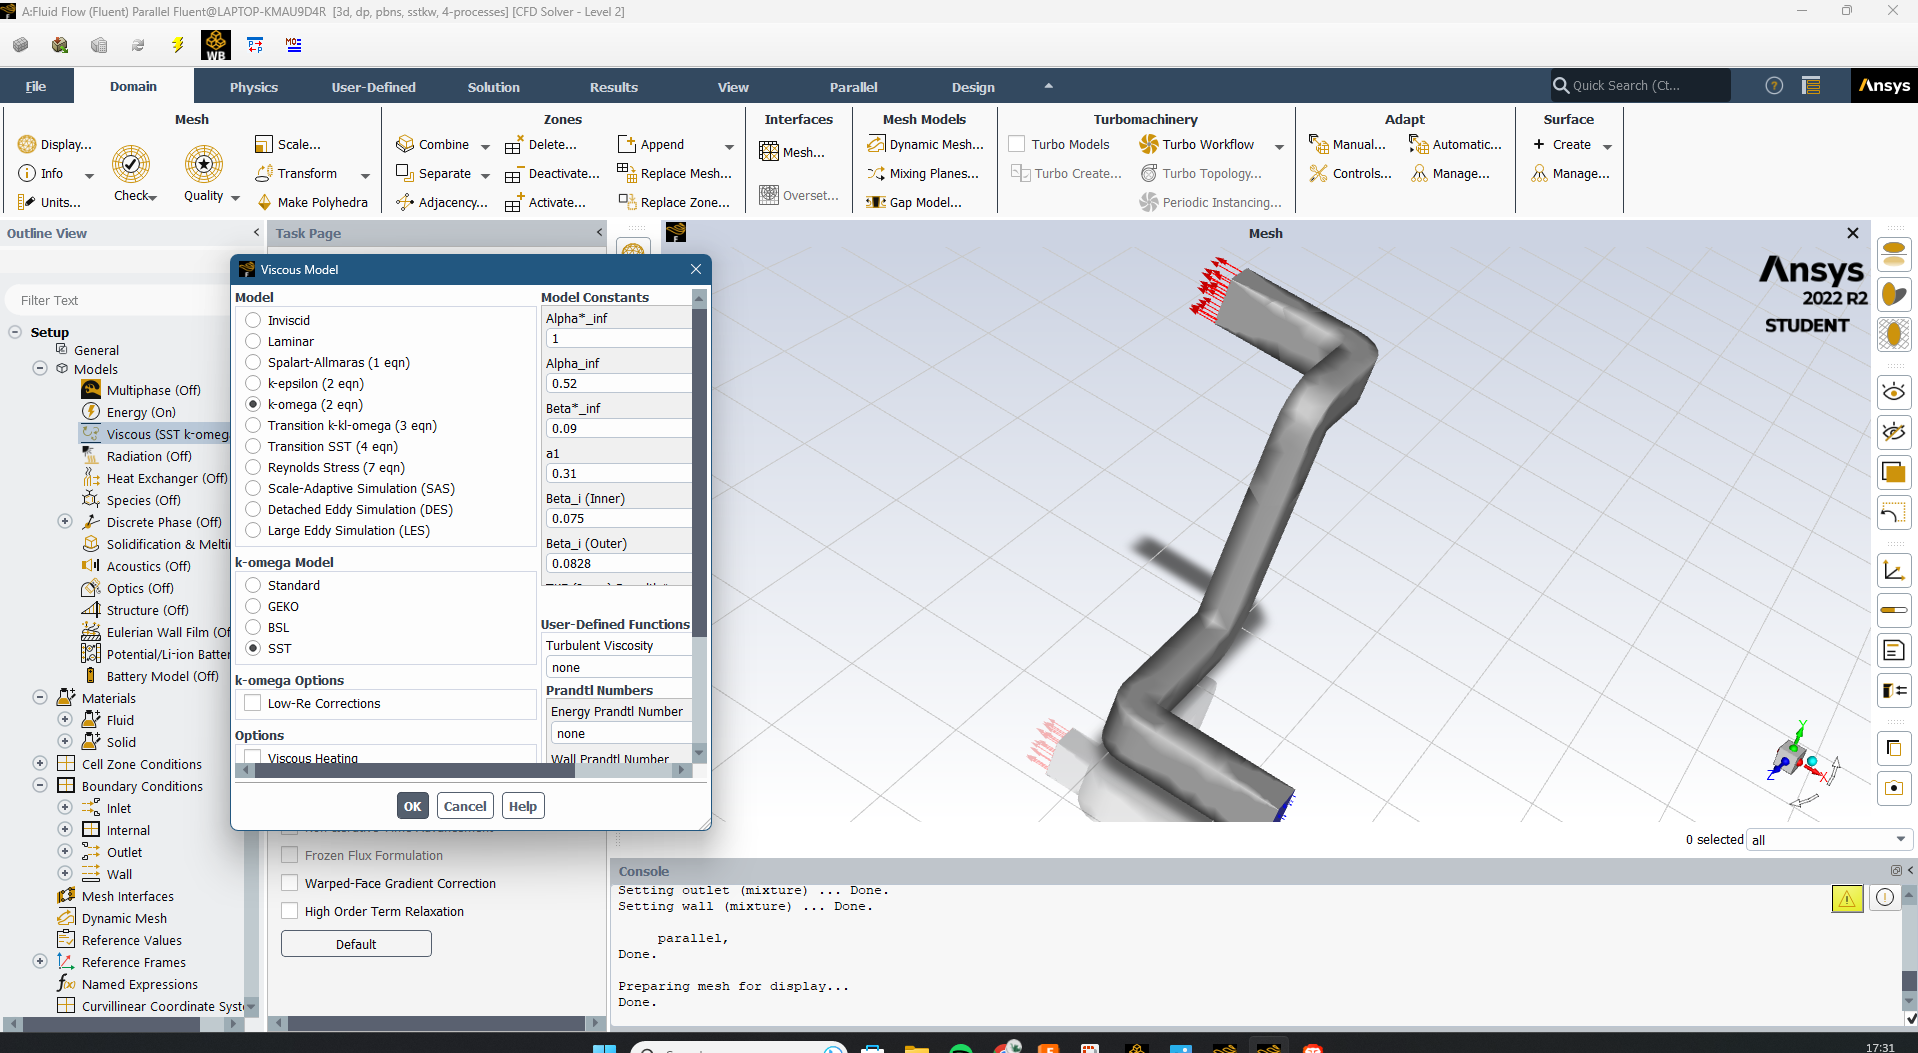 A:Fluid Flow (Fluent) Parallel Fluent@LAPTOP-KMAU9D4R [3d, dp, pbns, sstkw, 4-processes] [CFD Solver - Level 2]
WB
File
Domain
Physics
User-Defined
Solution
Results
View
Parallel
Design
Quick Search (Ct...
Ansys
Mesh
Display...
Info
Units...
Check
Quality
Scale...
Transform
Make Polyhedra
Zones
Combine
Separate
Adjacency...
Delete...
Deactivate...
Activate...
Append
Replace Mesh...
Replace Zone...
Interfaces
Mesh...
Overset...
Mesh Models
Dynamic Mesh...
Mixing Planes...
Gap Model...
Turbomachinery
Turbo Models
Turbo Create...
Turbo Workflow
Turbo Topology...
Periodic Instancing...
Adapt
Manual...
Controls...
Automatic...
Manage...
Surface
+ Create
Manage...
Outline View
Filter Text
Setup
General
Models
Multiphase (Off)
Energy (On)
Viscous (SST k-omeg
Radiation (Off)
Heat Exchanger (Off)
Species (Off)
Discrete Phase (Off)
Solidification & Melti
Acoustics (Off)
Optics (Off)
Structure (Off)
Eulerian Wall Film (Of
Potential/Li-ion Batter
Battery Model (Off)
Materials
Fluid
Solid
Cell Zone Conditions
Boundary Conditions
Inlet
Internal
Outlet
Wall
Mesh Interfaces
Dynamic Mesh
Reference Values
Reference Frames
Named Expressions
Curvilinear Coordinate Syst
Task Page
Viscous Model
Model
Inviscid
Laminar
Spalart-Allmaras (1 eqn)
k-epsilon (2 eqn)
k-omega (2 eqn)
Transition k-kl-omega (3 eqn)
Transition SST (4 eqn)
Reynolds Stress (7 eqn)
Scale-Adaptive Simulation (SAS)
Detached Eddy Simulation (DES)
Large Eddy Simulation (LES)
k-omega Model
Standard
GEKO
BSL
SST
k-omega Options
Low-Re Corrections
Options
Viscous Heating
Model Constants
Alpha*_inf
1
Alpha_inf
0.52
Beta*_inf
0.09
a1
0.31
Beta_i (Inner)
0.075
Beta_i (Outer)
0.0828
User-Defined Functions
Turbulent Viscosity
none
Prandtl Numbers
Energy Prandtl Number
none
Wall Prandtl Number
OK
Cancel
Help
Frozen Flux Formulation
Warped-Face Gradient Correction
High Order Term Relaxation
Default
Mesh
Ansys
2022 R2
STUDENT
Y
X
Z
0 selected
all
Console
Setting outlet (mixture) ... Done.
Setting wall (mixture) ... Done.
parallel,
Done.
Preparing mesh for display...
Done.
17:31